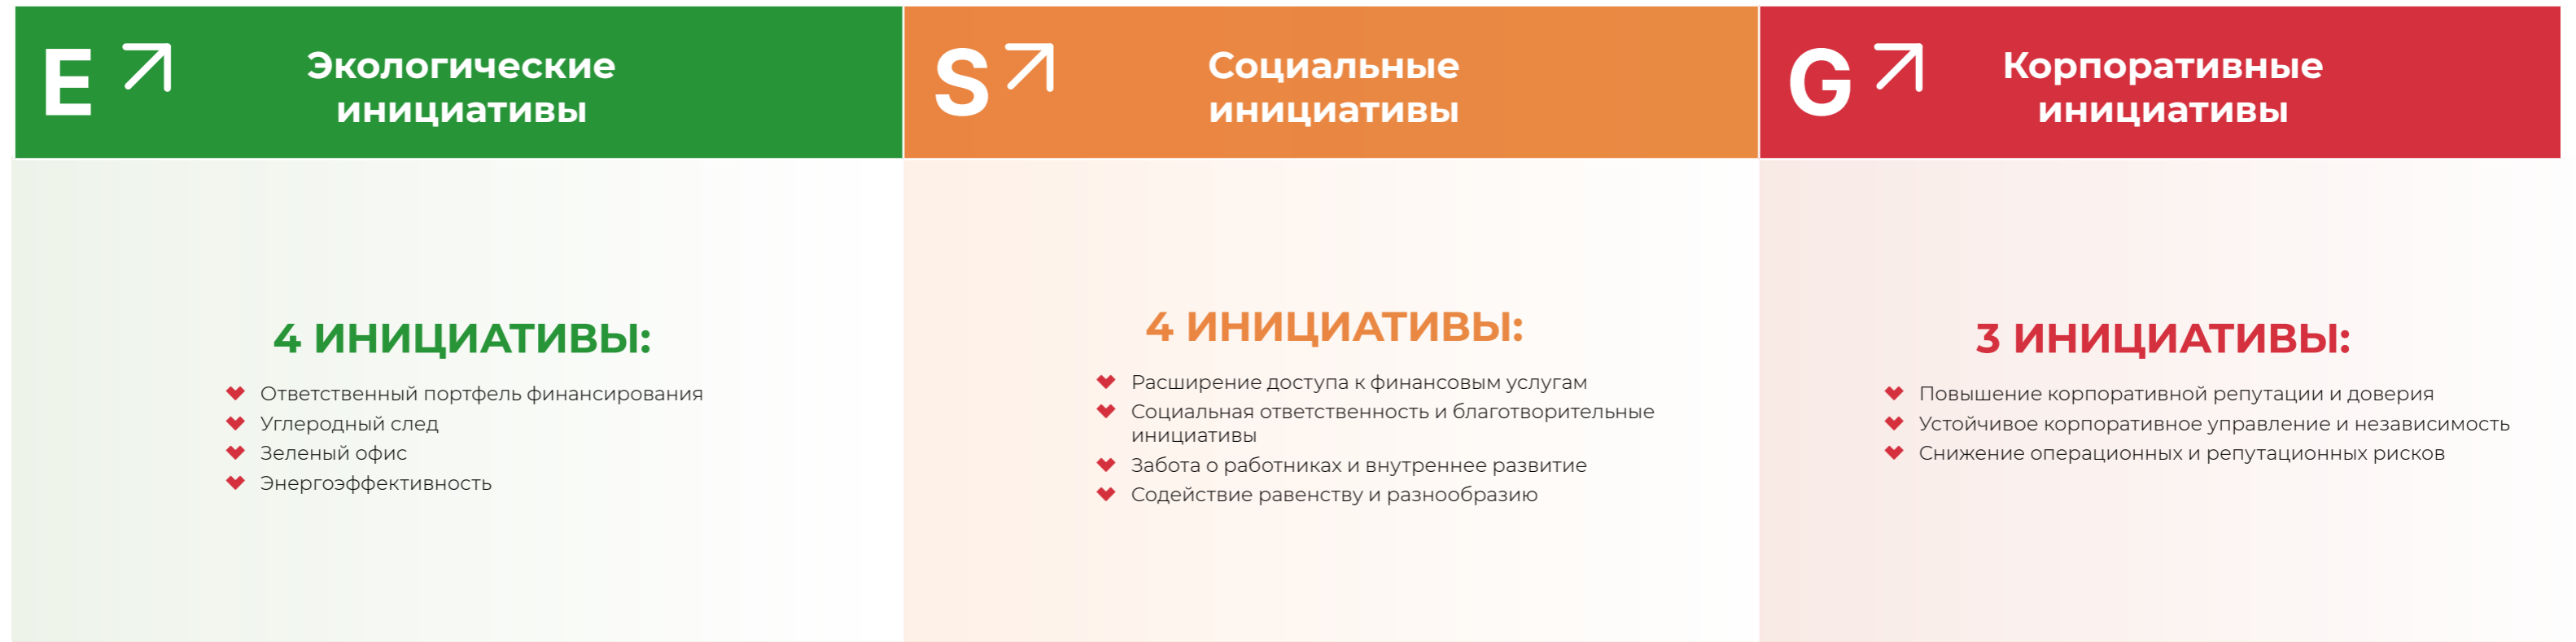 E
Экологические
инициативы
4 ИНИЦИАТИВЫ:
Ответственный портфель финансирования
Углеродный след
Зеленый офис
Энергоэффективность
S
Социальные
инициативы
4 ИНИЦИАТИВЫ:
Расширение доступа к финансовым услугам
Социальная ответственность и благотворительные
инициативы
Забота о работниках и внутреннее развитие
Содействие равенству и разнообразию
G
Корпоративные
инициативы
3 ИНИЦИАТИВЫ:
Повышение корпоративной репутации и доверия
Устойчивое корпоративное управление и независимость
Снижение операционных и репутационных рисков